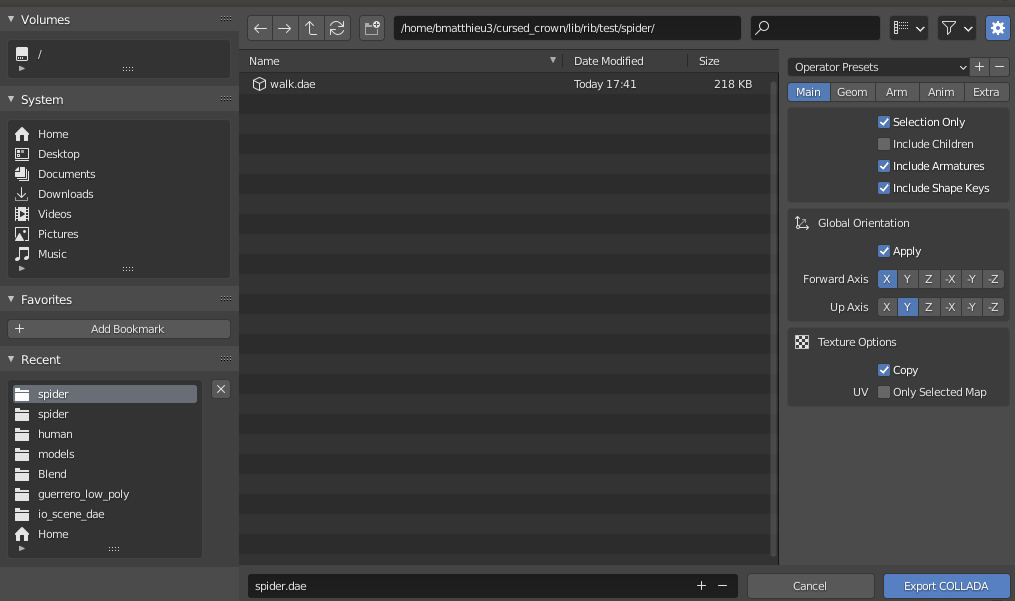 Volumes
/
System
Home
Desktop
Documents
Downloads
Videos
Pictures
Music
Favorites
+ Add Bookmark
Recent
spider
spider
human
models
Blend
guerrero_low_poly
io_scene_dae
Home
/home/bmatthieu3/cursed_crown/lib/rib/test/spider/
Name Date Modified Size
walk.dae Today 17:41 218 KB
spider.dae + −
Operator Presets + −
Main Geom Arm Anim Extra
Selection Only
Include Children
Include Armatures
Include Shape Keys
Global Orientation
Apply
Forward Axis X Y Z -X -Y -Z
Up Axis X Y Z -X -Y -Z
Texture Options
Copy
UV Only Selected Map
Cancel Export COLLADA